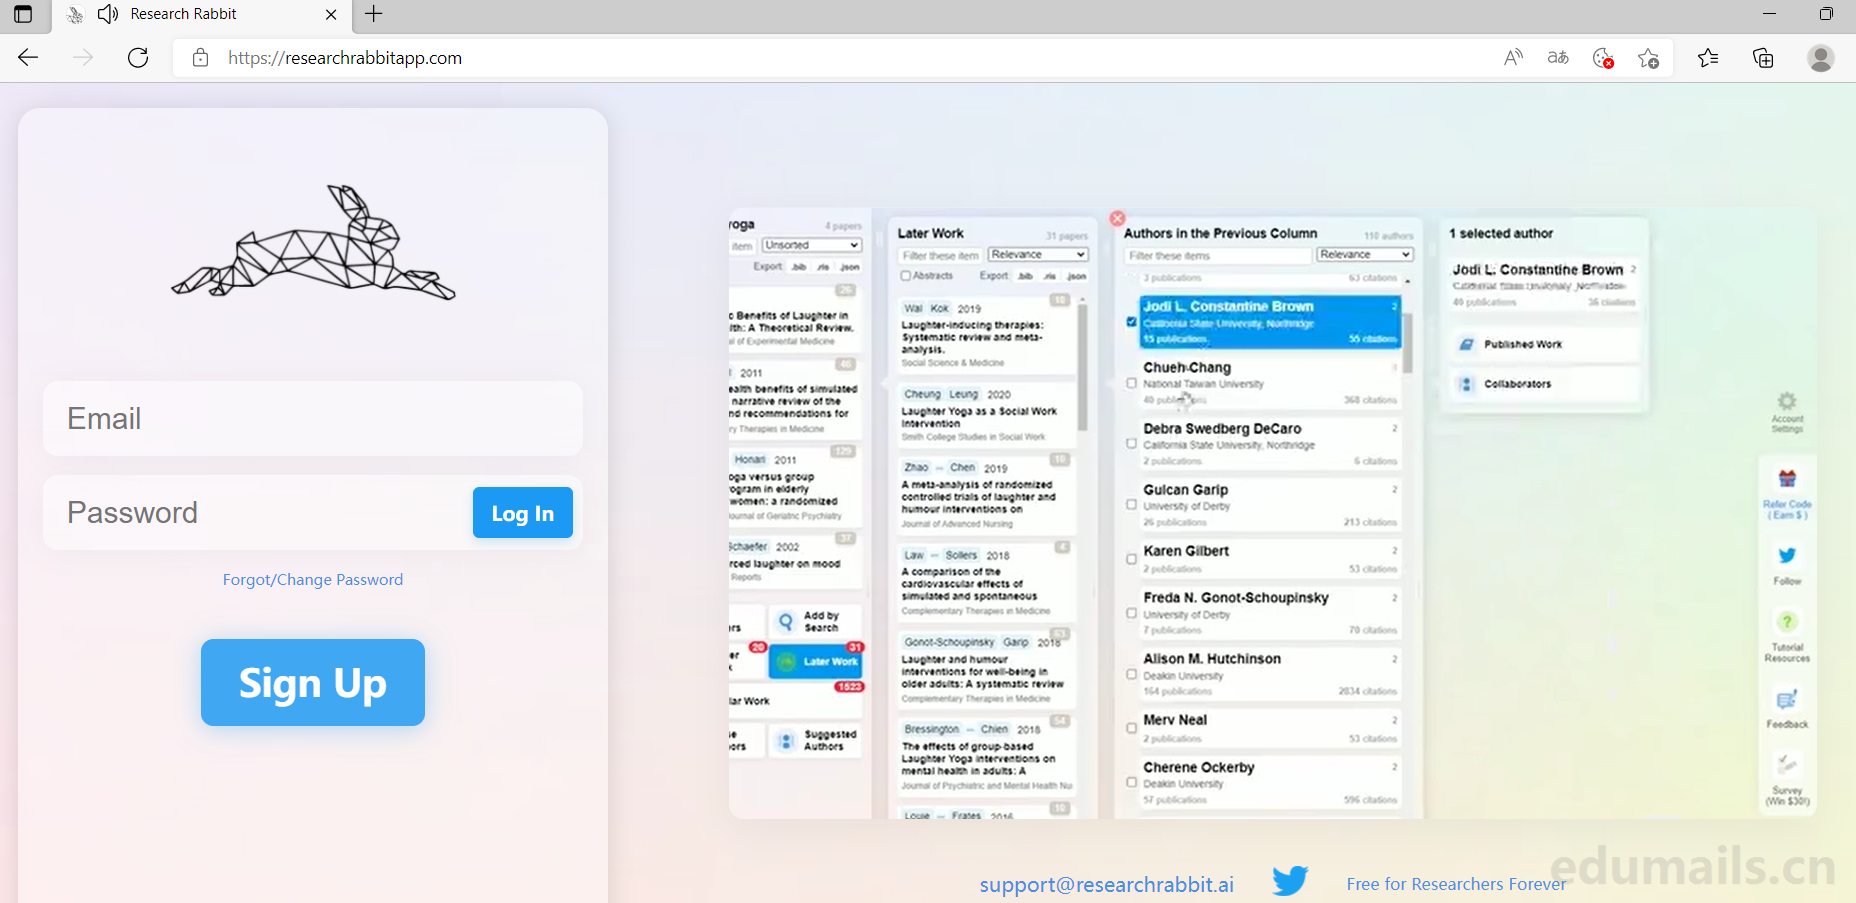 Research Rabbit
https://researchrabbitapp.com
Email
Password
Log In
Forgot/Change Password
Sign Up
yoga
4 papers
item
Unsorted
Export .bib .ris .json
26
c Benefits of Laughter in
lth: A Theoretical Review.
al of Experimental Medicine
46
2011
ealth benefits of simulated
narrative review of the
nd recommendations for
ry Therapies in Medicine
129
Honari 2011
oga versus group
rogram in elderly
women: a randomized
Journal of Geriatric Psychiatry
37
Schaefer 2002
rced laughter on mood
Reports
Add by
Search
ers
20
31
er
k
Later Work
1523
lar Work
se
ors
Suggested
Authors
Later Work
31 papers
Filter these item
Relevance
Abstracts
Export .bib .ris .json
10
Wal Kok 2019
Laughter-inducing therapies:
Systematic review and meta-
analysis.
Social Science & Medicine
Cheung Leung 2020
Laughter Yoga as a Social Work
Intervention
Smith College Studies in Social Work
10
Zhao — Chen 2019
A meta-analysis of randomized
controlled trials of laughter and
humour interventions on
Journal of Advanced Nursing
4
Law — Sollers 2018
A comparison of the
cardiovascular effects of
simulated and spontaneous
Complementary Therapies in Medicine
53
Gonot-Schoupinsky Garip 2018
Laughter and humour
interventions for well-being in
older adults: A systematic review
Complementary Therapies in Medicine
54
Bressington — Chien 2018
The effects of group-based
Laughter Yoga interventions on
mental health in adults: A
Journal of Psychiatric and Mental Health Nu
10
Louie — Frates 2016
Authors in the Previous Column
110 authors
Filter these items
Relevance
3 publications 63 citations
Jodi L. Constantine Brown 2
California State University, Northridge
15 publications 55 citations
Chueh Chang
National Taiwan University
40 publications 368 citations
Debra Swedberg DeCaro 2
California State University, Northridge
2 publications 6 citations
Gulcan Garip 2
University of Derby
26 publications 213 citations
Karen Gilbert 2
2 publications 53 citations
Freda N. Gonot-Schoupinsky 2
University of Derby
7 publications 70 citations
Alison M. Hutchinson 2
Deakin University
164 publications 2834 citations
Merv Neal 2
2 publications 53 citations
Cherene Ockerby 2
Deakin University
57 publications 596 citations
1 selected author
Jodi L. Constantine Brown 2
Published Work
Collaborators
Account
Settings
Refer Code
(Earn $)
Follow
Tutorial
Resources
Feedback
Survey
(Win $30!)
support@researchrabbit.ai
Free for Researchers Forever
edumails.cn